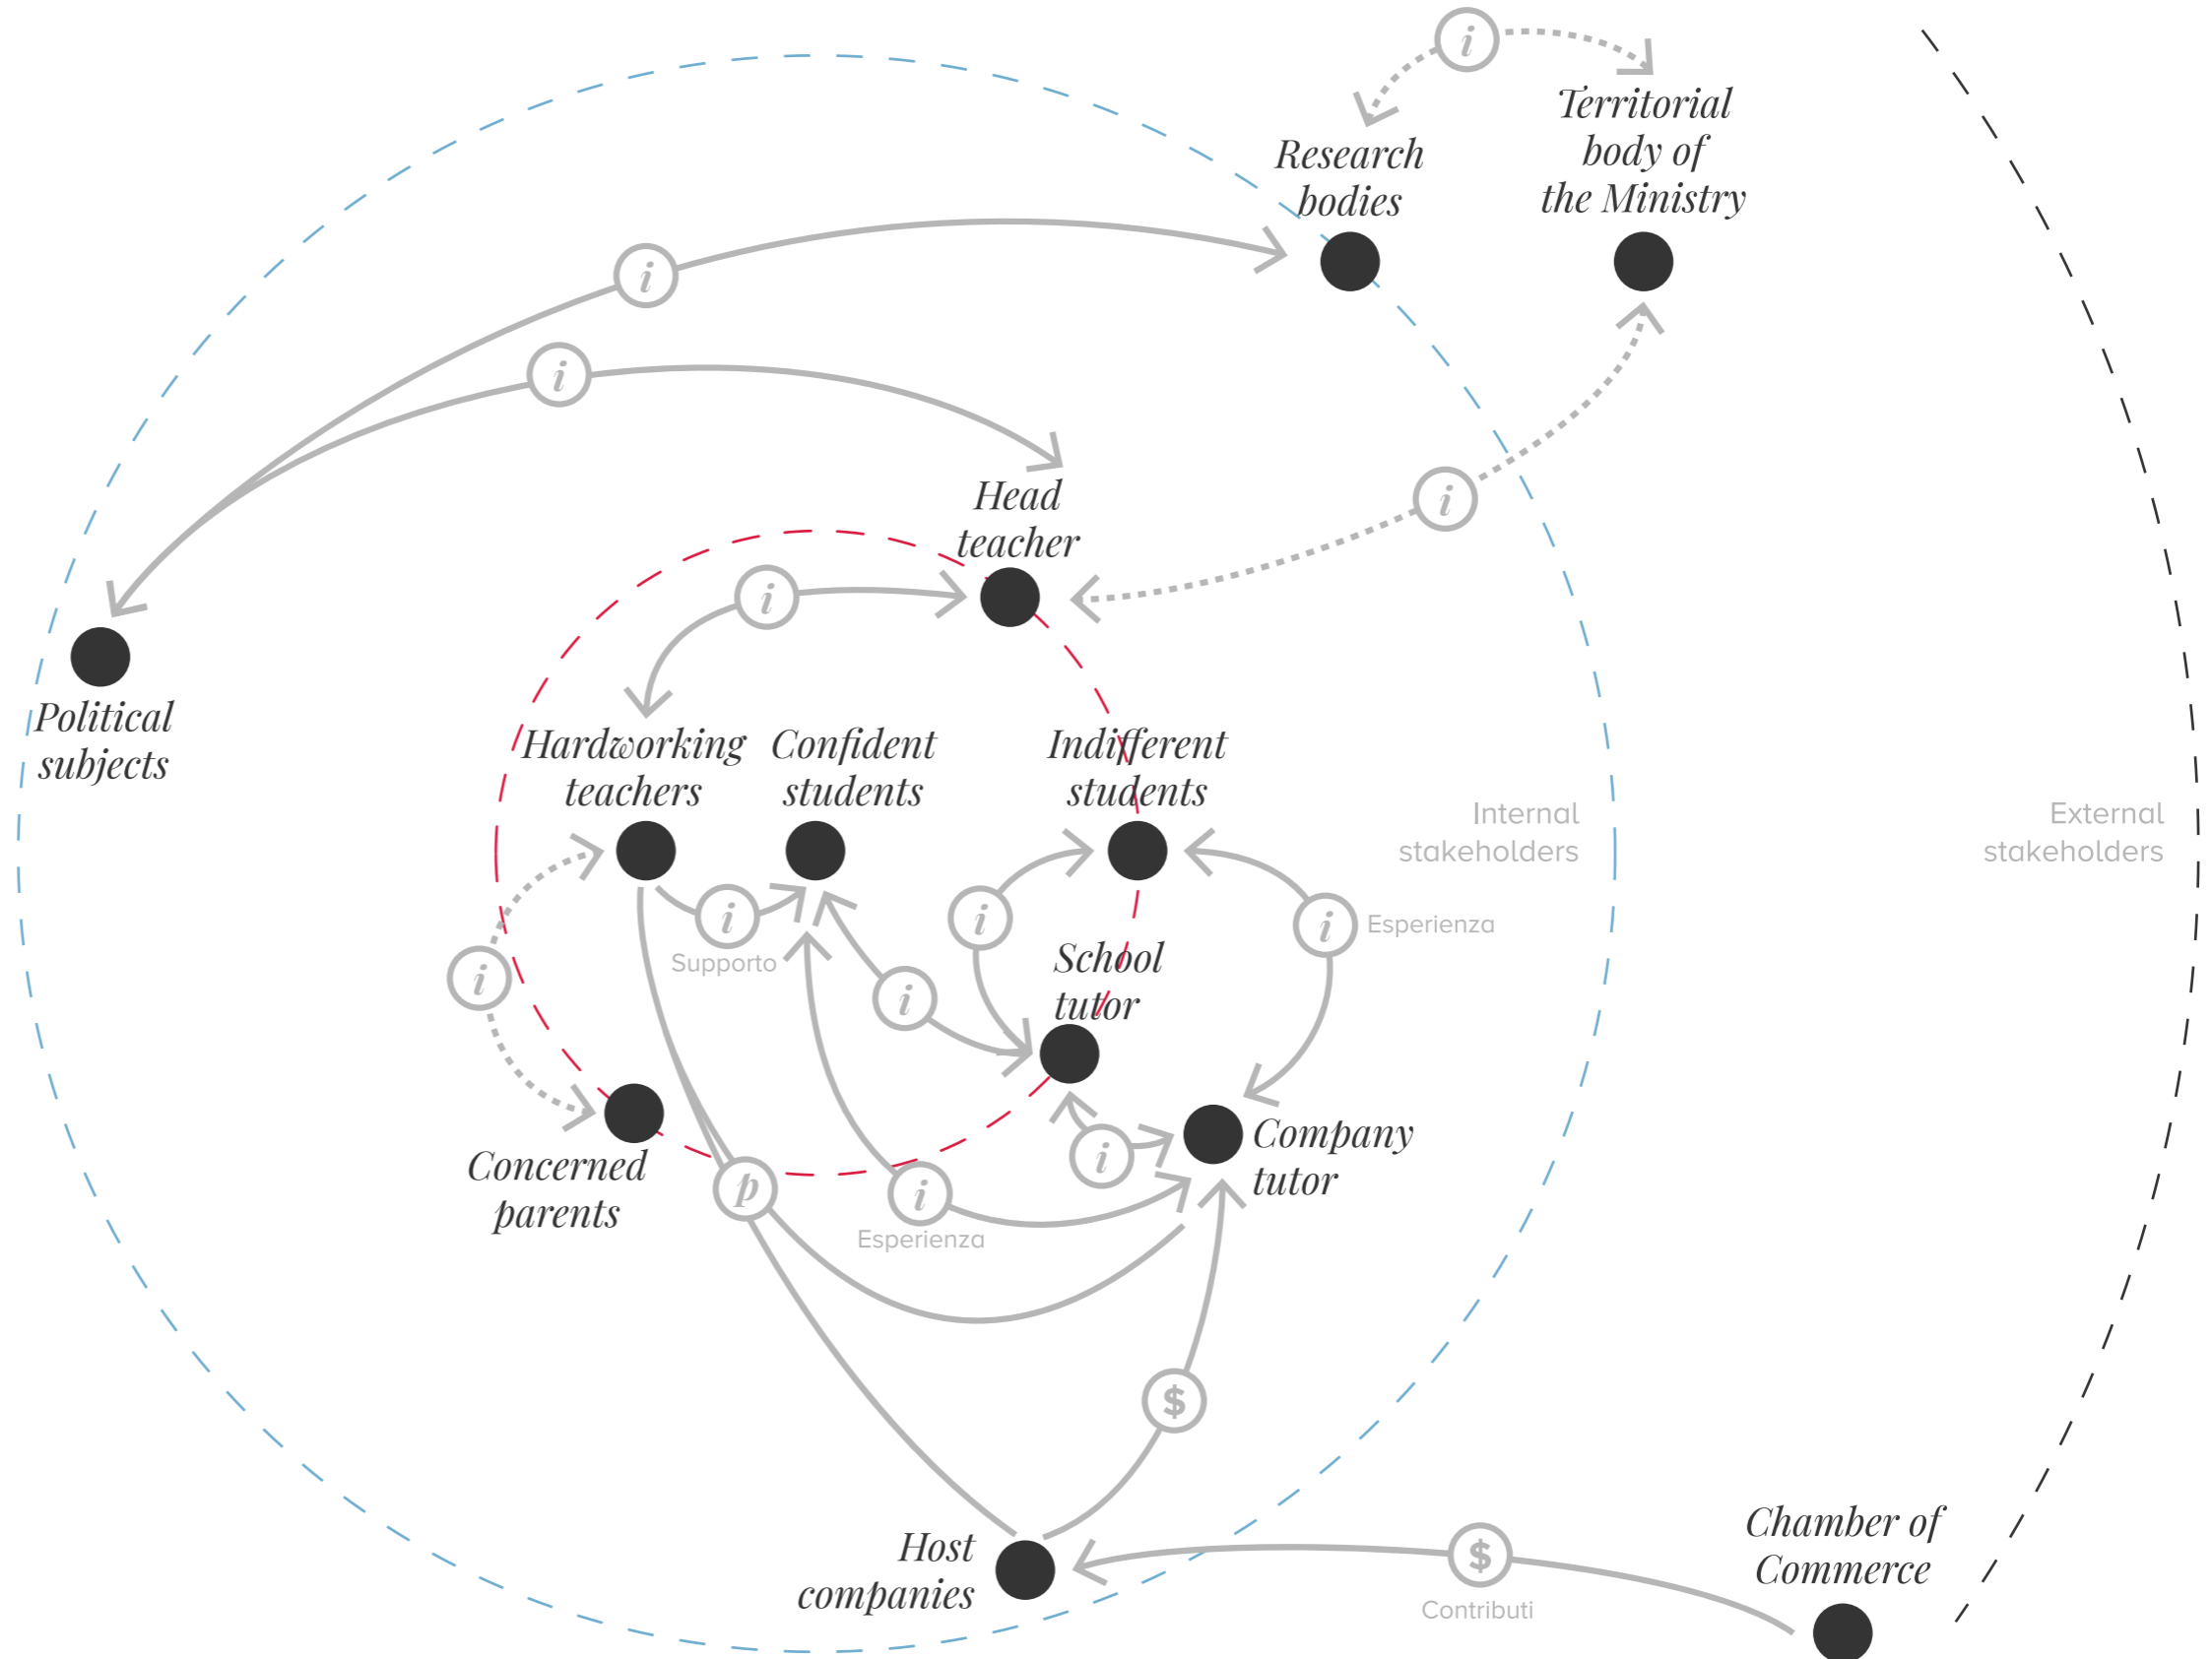 i
Territorial
body of
the Ministry
Research
bodies
i
i
Head
teacher
i
i
Political
subjects
Hardworking
teachers
Confident
students
Indifferent
students
Internal
stakeholders
External
stakeholders
i
Supporto
i
i
Esperienza
School
tutor
i
i
Concerned
parents
i
Company
tutor
p
i
Esperienza
$
Host
companies
$
Contributi
Chamber of
Commerce